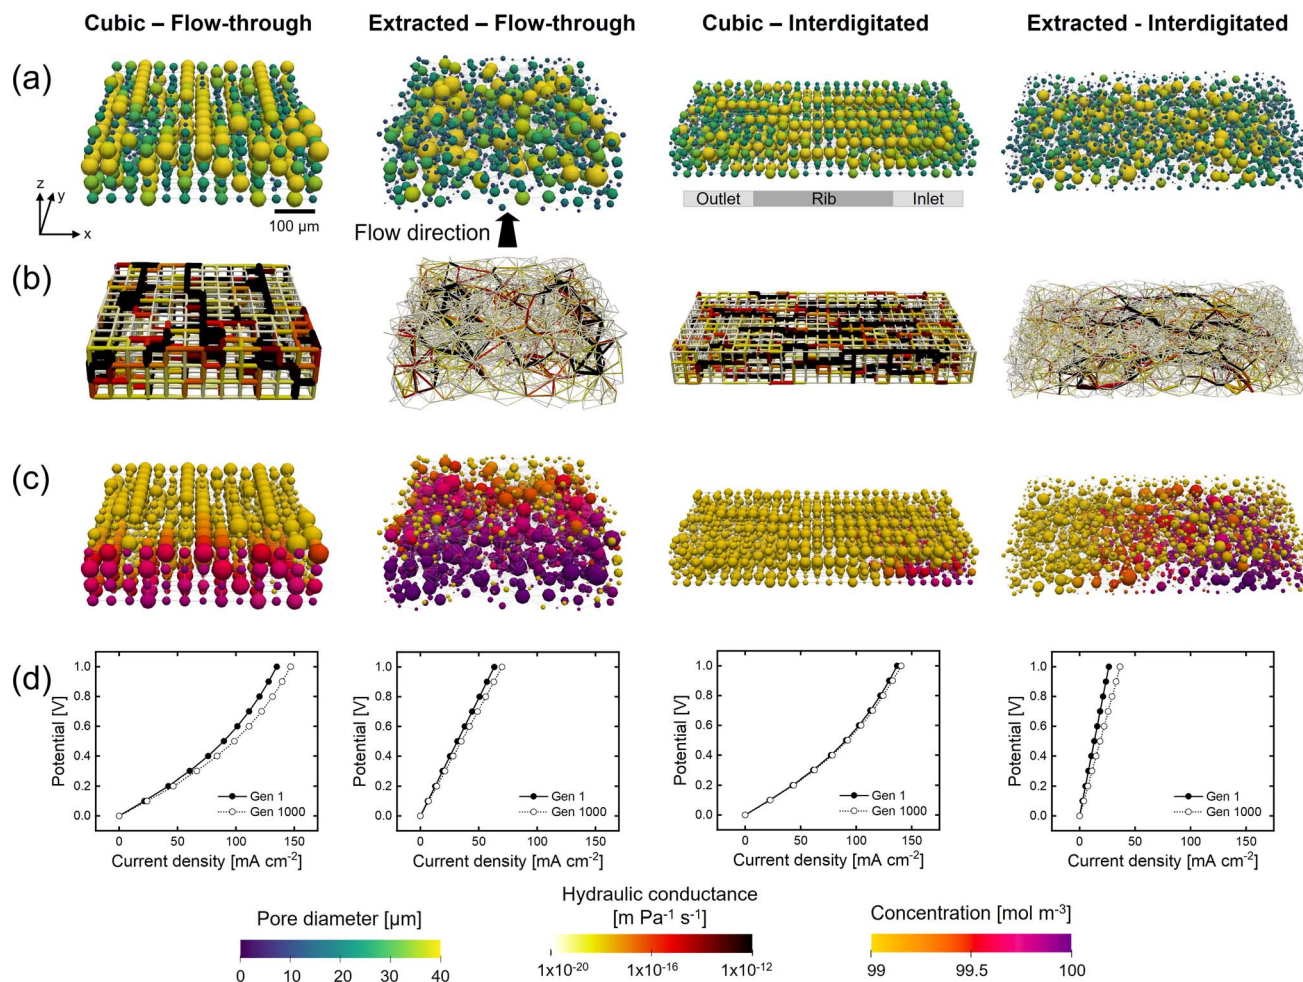 Cubic – Flow-through
Extracted – Flow-through
Cubic – Interdigitated
Extracted - Interdigitated
(a)
z
y
x
100 µm
Flow direction
Outlet
Rib
Inlet
(b)
(c)
(d)
Potential [V]
1.0
0.8
0.6
0.4
0.2
0.0
Gen 1
Gen 1000
0 50 100 150
Current density [mA cm⁻²]
Potential [V]
1.0
0.8
0.6
0.4
0.2
0.0
Gen 1
Gen 1000
0 50 100 150
Current density [mA cm⁻²]
Potential [V]
1.0
0.8
0.6
0.4
0.2
0.0
Gen 1
Gen 1000
0 50 100 150
Current density [mA cm⁻²]
Potential [V]
1.0
0.8
0.6
0.4
0.2
0.0
Gen 1
Gen 1000
0 50 100 150
Current density [mA cm⁻²]
Pore diameter [µm]
0 10 20 30 40
Hydraulic conductance
[m Pa⁻¹ s⁻¹]
1x10⁻²⁰ 1x10⁻¹⁶ 1x10⁻¹²
Concentration [mol m⁻³]
99 99.5 100